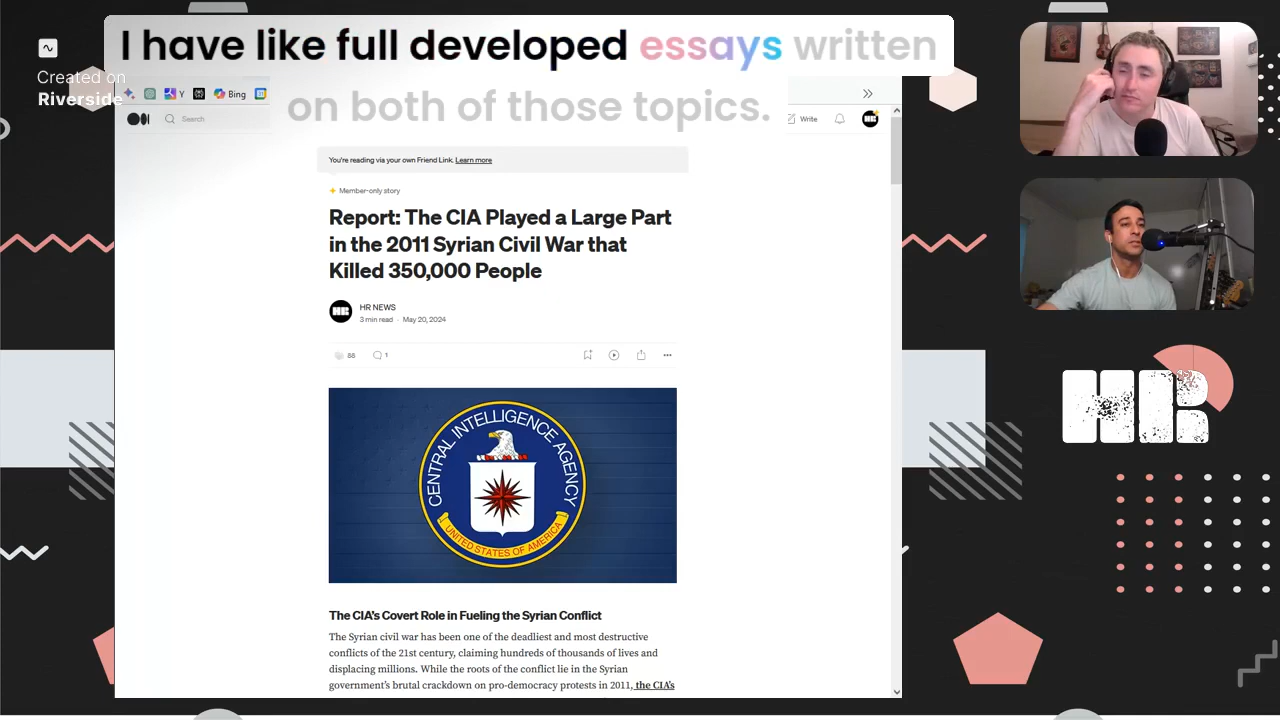 I have like full developed essays written
on both of those topics.
Created on
Riverside
Y
Bing
Search
Write
HR
You're reading via your own Friend Link. Learn more
Member-only story
Report: The CIA Played a Large Part
in the 2011 Syrian Civil War that
Killed 350,000 People
HR
HR NEWS
3 min read · May 20, 2024
88
1
HR
CENTRAL INTELLIGENCE AGENCY
UNITED STATES OF AMERICA
The CIA's Covert Role in Fueling the Syrian Conflict
The Syrian civil war has been one of the deadliest and most destructive
conflicts of the 21st century, claiming hundreds of thousands of lives and
displacing millions. While the roots of the conflict lie in the Syrian
government's brutal crackdown on pro-democracy protests in 2011, the CIA's